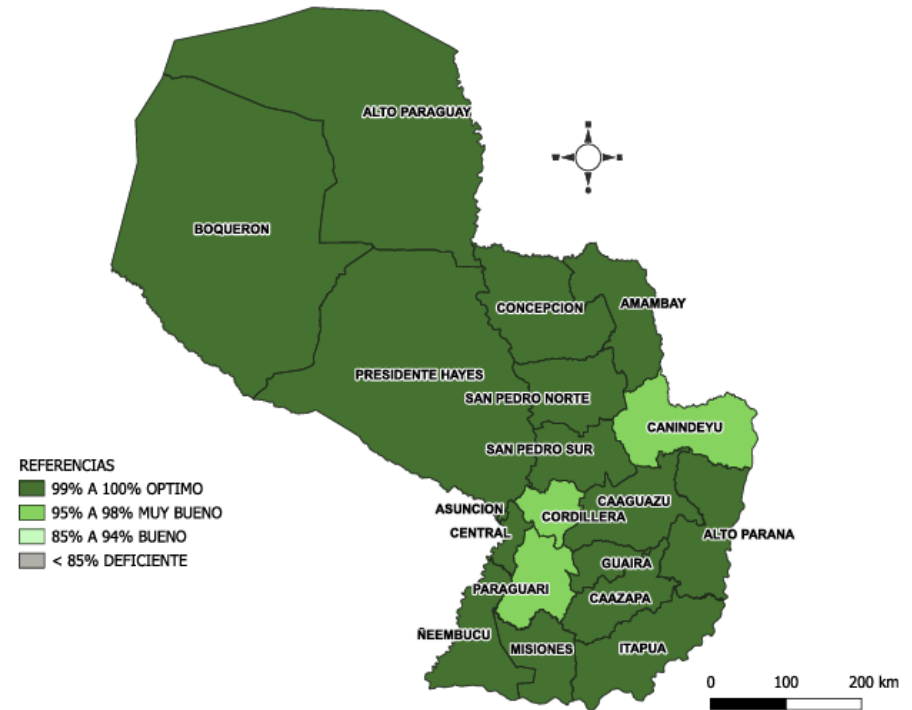 ALTO PARAGUAY
BOQUERON
CONCEPCION
AMAMBAY
PRESIDENTE HAYES
SAN PEDRO NORTE
CANINDEYU
SAN PEDRO SUR
REFERENCIAS
99% A 100% OPTIMO
95% A 98% MUY BUENO
85% A 94% BUENO
< 85% DEFICIENTE
ASUNCION
CAAGUAZU
CORDILLERA
CENTRAL
ALTO PARANA
GUAIRA
PARAGUARI
CAAZAPA
ÑEEMBUCU
MISIONES
ITAPUA
0 100 200 km